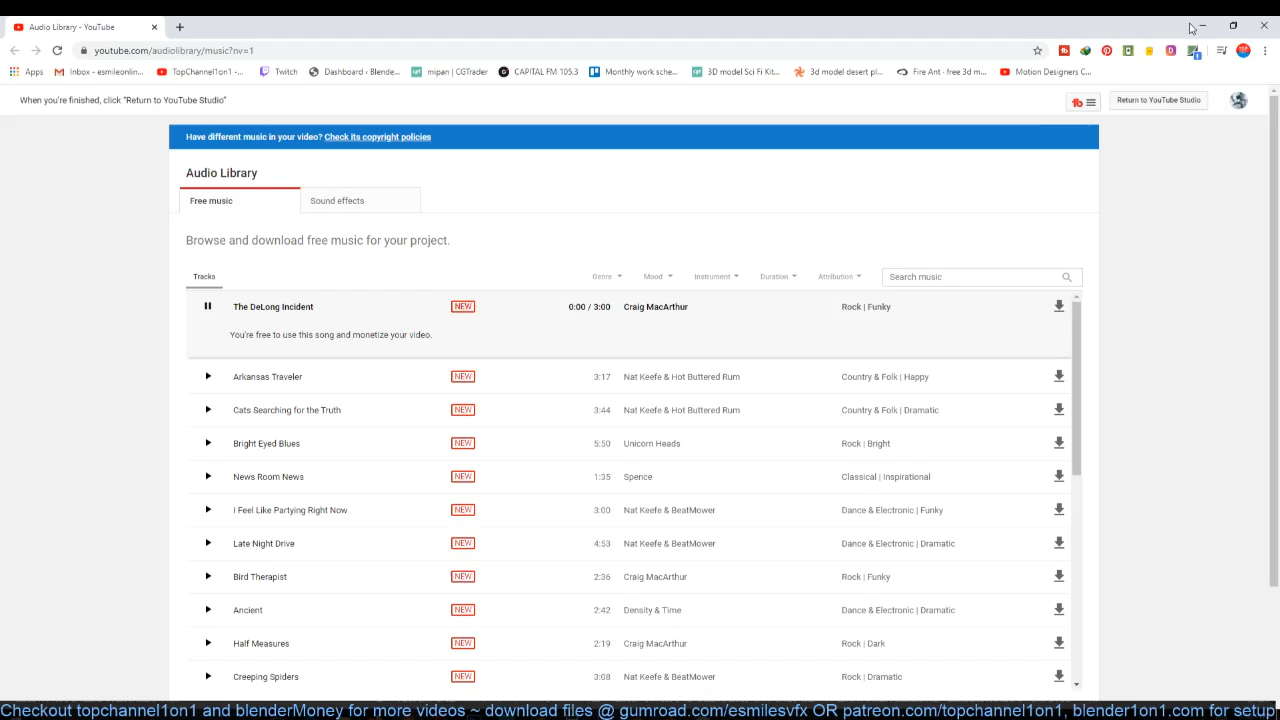 Audio Library - YouTube
youtube.com/audiolibrary/music?nv=1
Apps Inbox - esmileonlin... TopChannel1on1 -... Twitch Dashboard ‹ Blende... mipan | CGTrader CAPITAL FM 105.3 Monthly work sche... 3D model Sci Fi Kit... 3d model desert pl... Fire Ant - free 3d m... Motion Designers C...
When you're finished, click "Return to YouTube Studio"
Return to YouTube Studio
Have different music in your video? Check its copyright policies
Audio Library
Free music Sound effects
Browse and download free music for your project.
Tracks Genre Mood Instrument Duration Attribution Search music
The DeLong Incident NEW 0:00 / 3:00 Craig MacArthur Rock | Funky
You're free to use this song and monetize your video.
Arkansas Traveler NEW 3:17 Nat Keefe & Hot Buttered Rum Country & Folk | Happy
Cats Searching for the Truth NEW 3:44 Nat Keefe & Hot Buttered Rum Country & Folk | Dramatic
Bright Eyed Blues NEW 5:50 Unicorn Heads Rock | Bright
News Room News NEW 1:35 Spence Classical | Inspirational
I Feel Like Partying Right Now NEW 3:00 Nat Keefe & BeatMower Dance & Electronic | Funky
Late Night Drive NEW 4:53 Nat Keefe & BeatMower Dance & Electronic | Dramatic
Bird Therapist NEW 2:36 Craig MacArthur Rock | Funky
Ancient NEW 2:42 Density & Time Dance & Electronic | Dramatic
Half Measures NEW 2:19 Craig MacArthur Rock | Dark
Creeping Spiders NEW 3:08 Nat Keefe & BeatMower Rock | Dramatic
Checkout topchannel1on1 and blenderMoney for more videos ~ download files @ gumroad.com/esmilesvfx OR patreon.com/topchannel1on1, blender1on1.com for setup